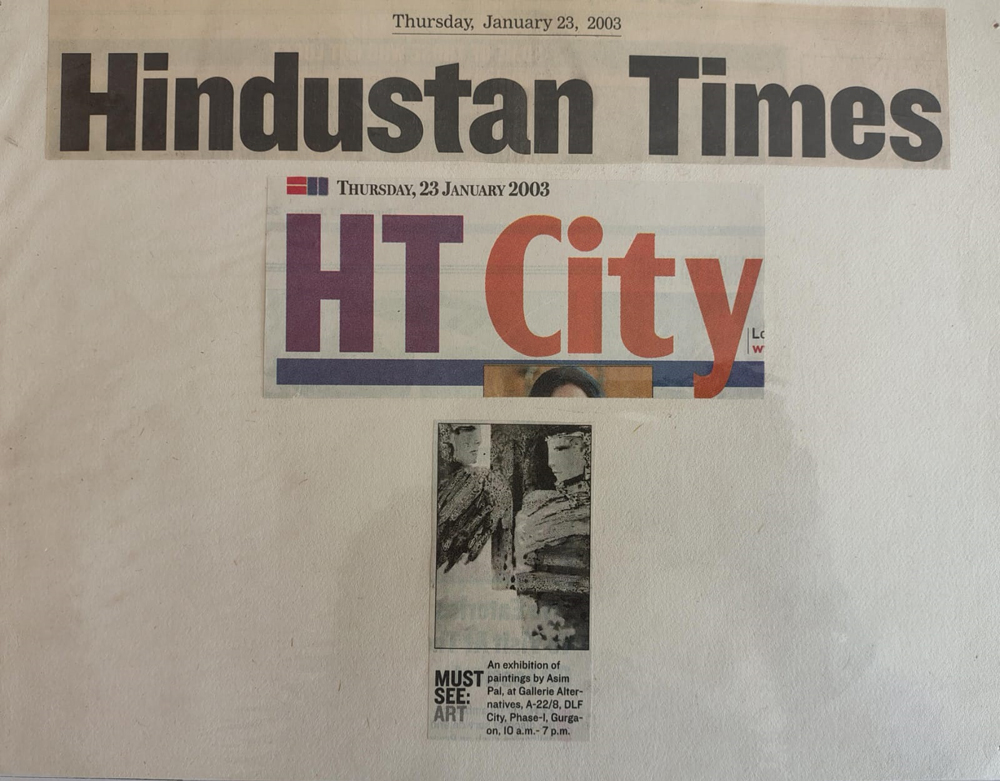 Thursday, January 23, 2003
Hindustan Times
THURSDAY, 23 JANUARY 2003
HT City
MUST
SEE:
ART
An exhibition of
paintings by Asim
Pal, at Gallerie Alter-
natives, A-22/8, DLF
City, Phase-I, Gurga-
on, 10 a.m.- 7 p.m.